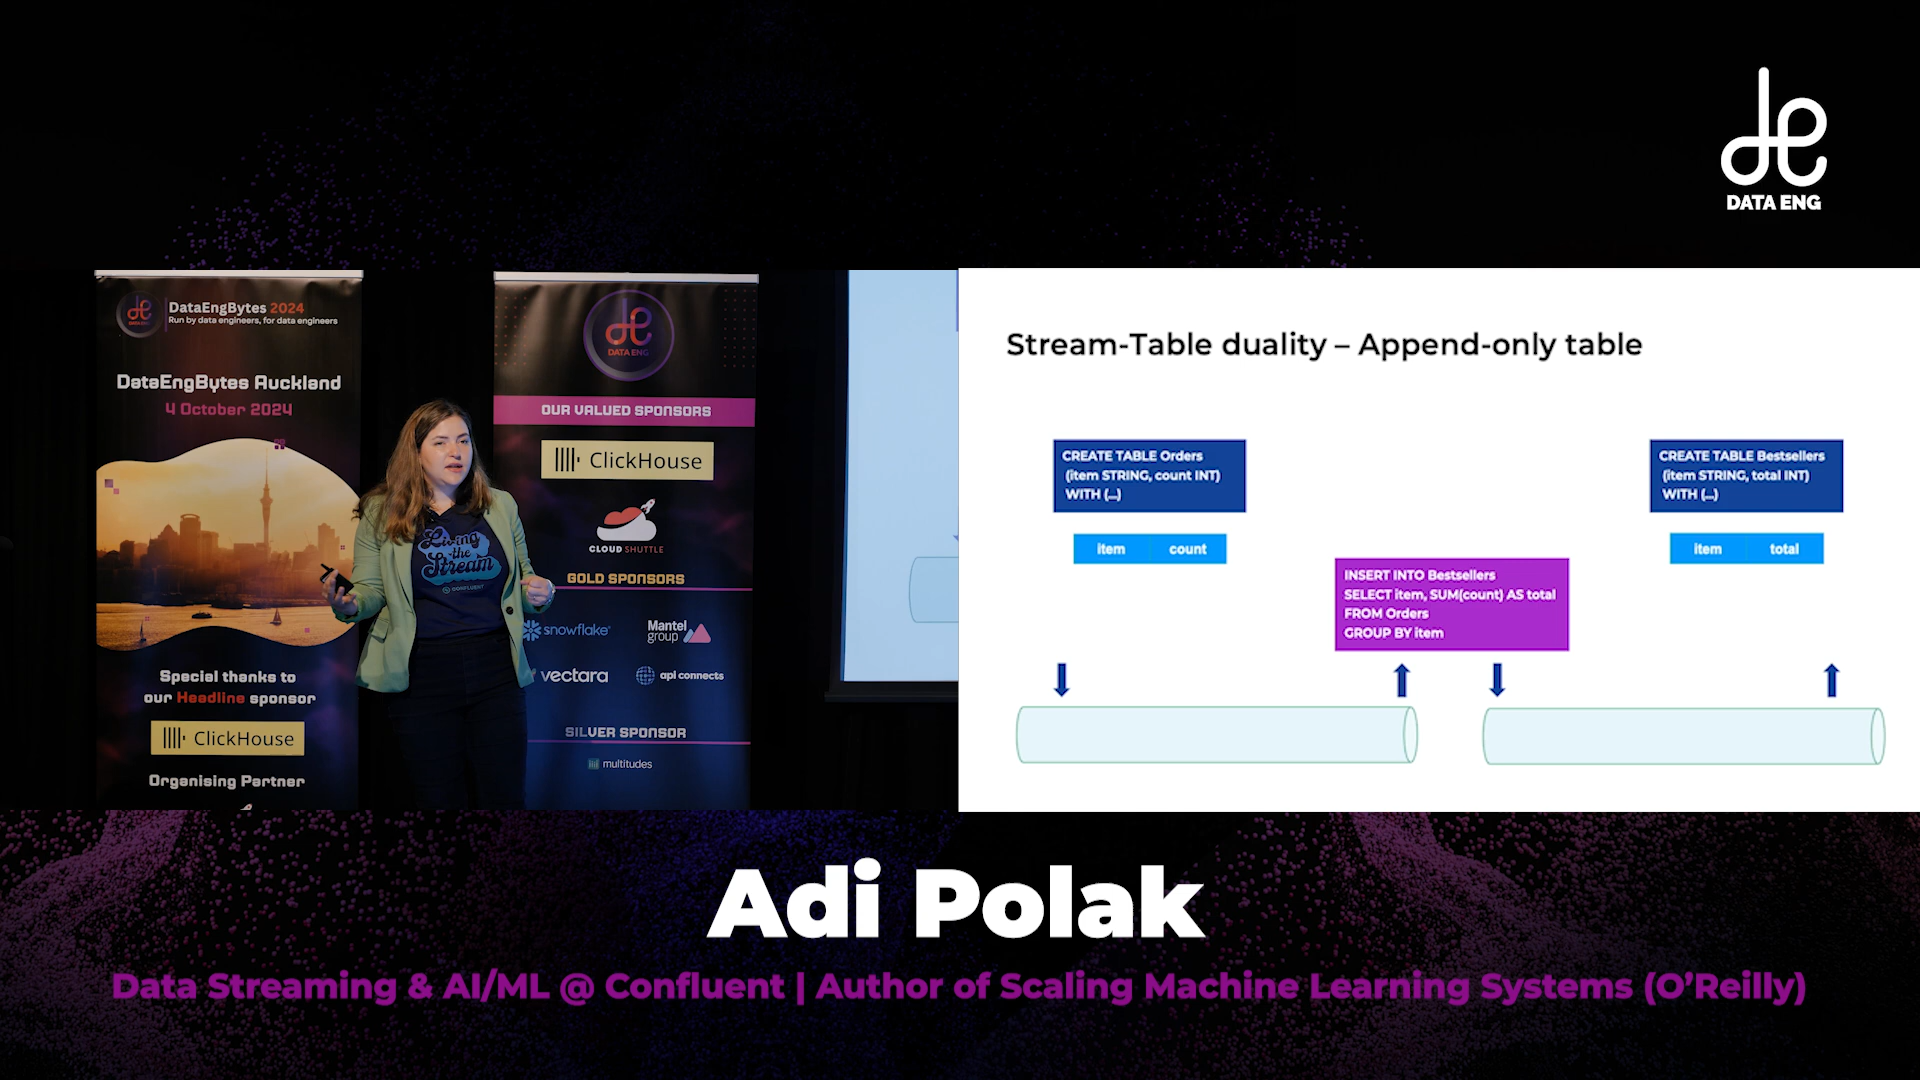 DATA ENG
DataEngBytes 2024
Run by data engineers, for data engineers
DataEngBytes Auckland
4 October 2024
Special thanks to
our Headline sponsor
ClickHouse
Organising Partner
Living
the
Stream
CONFLUENT
DATA ENG
OUR VALUED SPONSORS
ClickHouse
CLOUD SHUTTLE
GOLD SPONSORS
snowflake
Mantel
group
vectara
apl connects
SILVER SPONSOR
multitudes
Stream-Table duality – Append-only table
CREATE TABLE Orders
(item STRING, count INT)
WITH (...)
item count
INSERT INTO Bestsellers
SELECT item, SUM(count) AS total
FROM Orders
GROUP BY item
CREATE TABLE Bestsellers
(item STRING, total INT)
WITH (...)
item total
Adi Polak
Data Streaming & AI/ML @ Confluent | Author of Scaling Machine Learning Systems (O’Reilly)